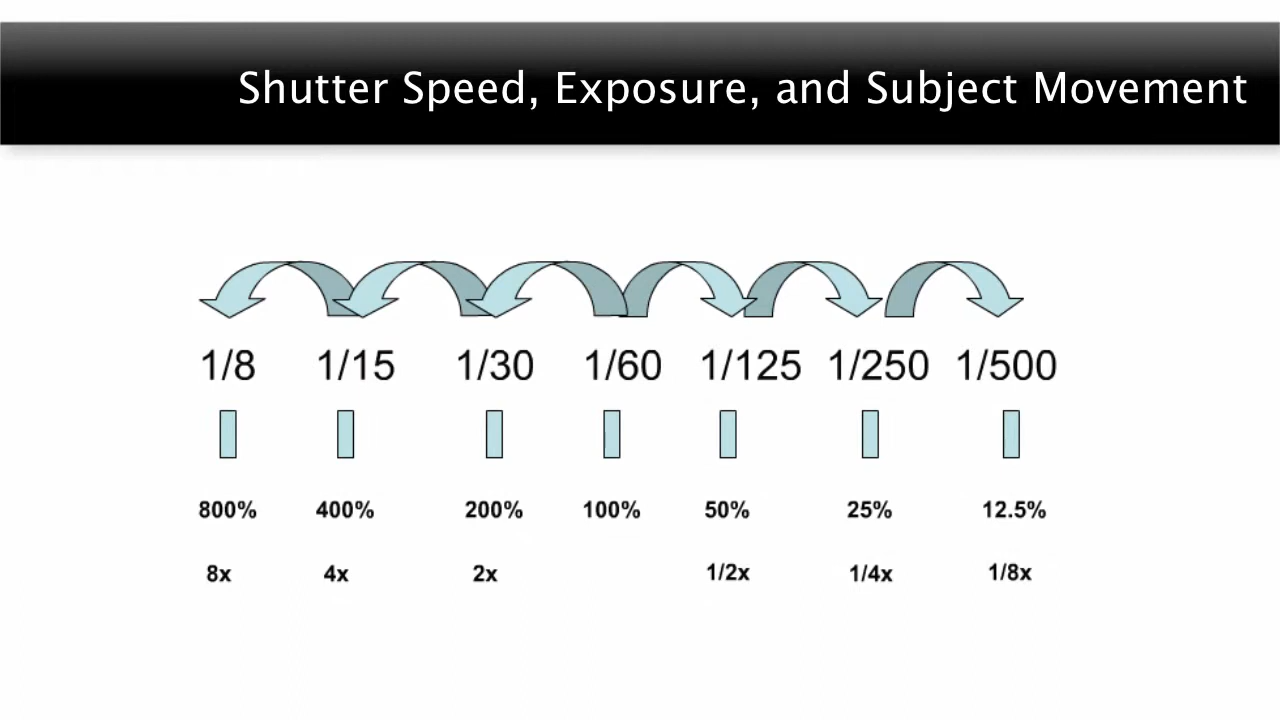 Shutter Speed, Exposure, and Subject Movement
1/8 1/15 1/30 1/60 1/125 1/250 1/500
800% 400% 200% 100% 50% 25% 12.5%
8x 4x 2x 1/2x 1/4x 1/8x